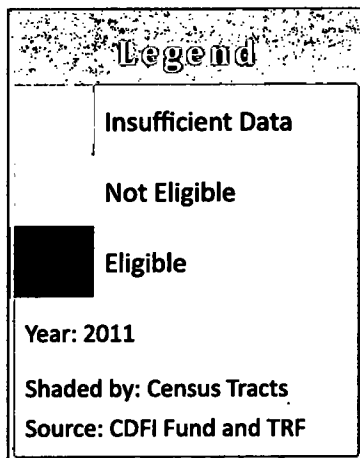 Legend
Insufficient Data
Not Eligible
Eligible
Year: 2011
Shaded by: Census Tracts
Source: CDFI Fund and TRF